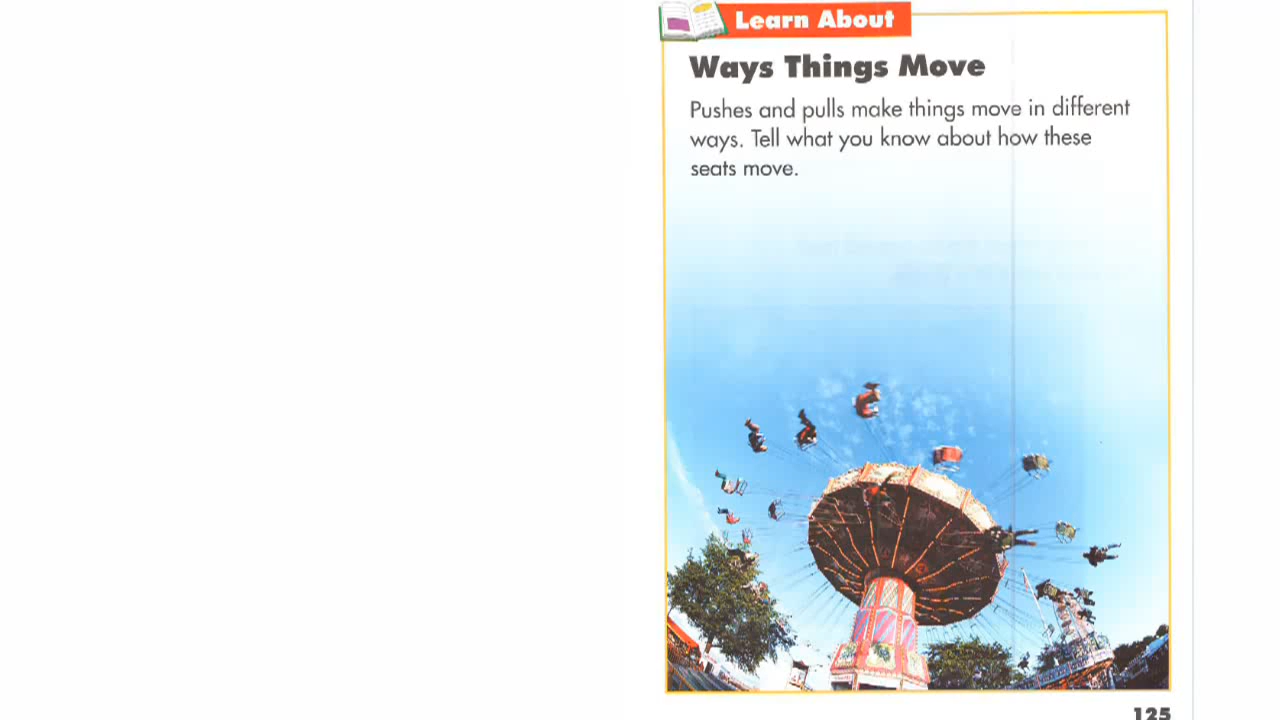 Learn About
Ways Things Move
Pushes and pulls make things move in different
ways. Tell what you know about how these
seats move.
125